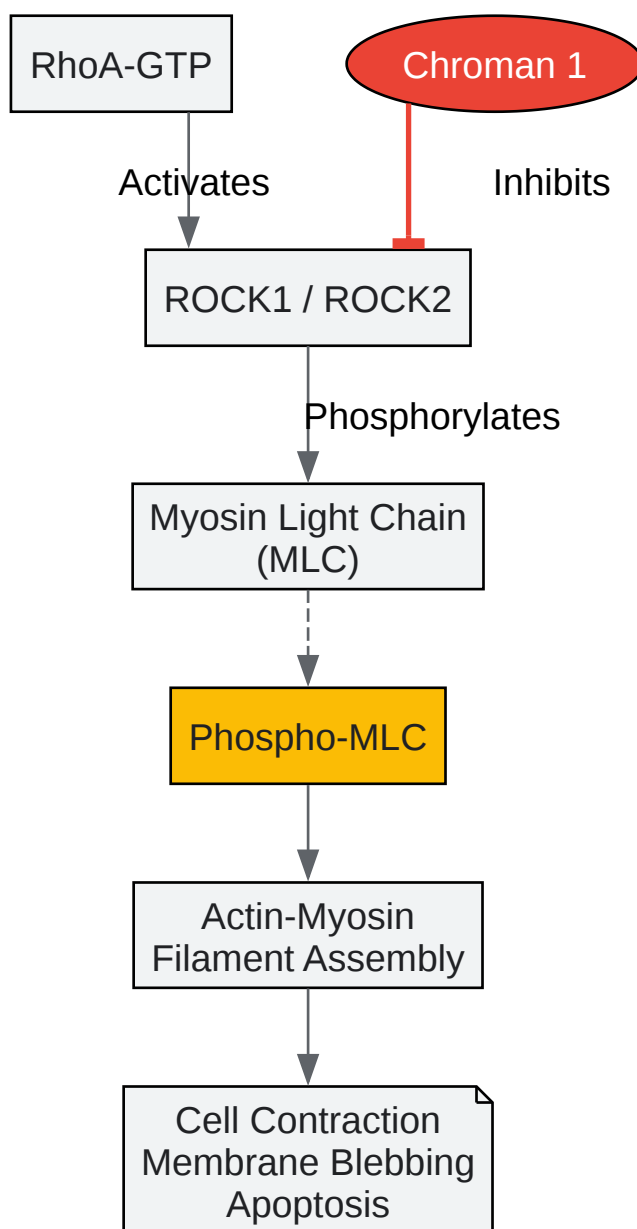 RhoA-GTP
Chroman 1
Activates
Inhibits
ROCK1 / ROCK2
Phosphorylates
Myosin Light Chain
(MLC)
Phospho-MLC
Actin-Myosin
Filament Assembly
Cell Contraction
Membrane Blebbing
Apoptosis